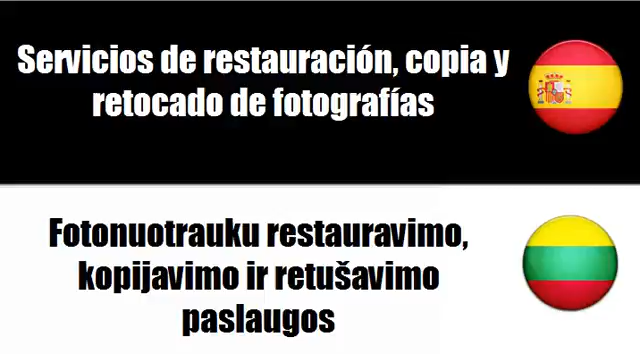 Servicios de restauración, copia y
retocado de fotografías
Fotonuotrauku restauravimo,
kopijavimo ir retušavimo
paslaugos